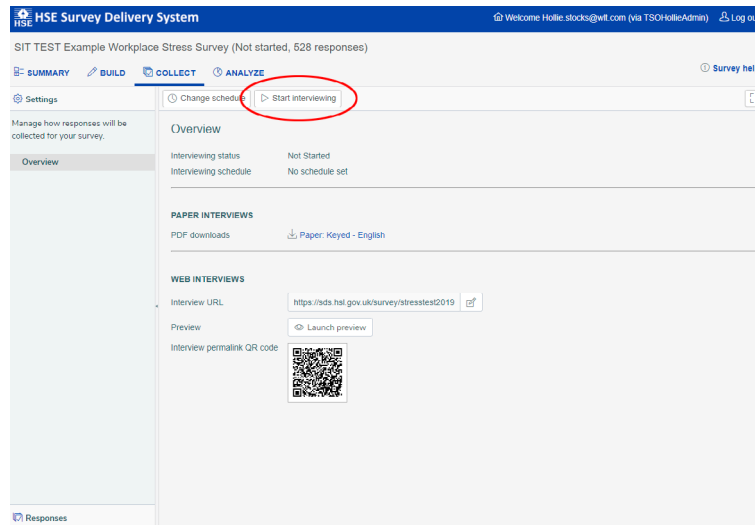 HSE HSE Survey Delivery System
Welcome Hollie.stocks@wlt.com (via TSOHollieAdmin) Log ou
SIT TEST Example Workplace Stress Survey (Not started, 528 responses)
SUMMARY BUILD COLLECT ANALYZE Survey hel
Settings Change schedule Start interviewing
Manage how responses will be
collected for your survey.
Overview
Overview
Interviewing status Not Started
Interviewing schedule No schedule set
PAPER INTERVIEWS
PDF downloads Paper: Keyed - English
WEB INTERVIEWS
Interview URL https://sds.hsl.gov.uk/survey/stresstest2019
Preview Launch preview
Interview permalink QR code
Responses